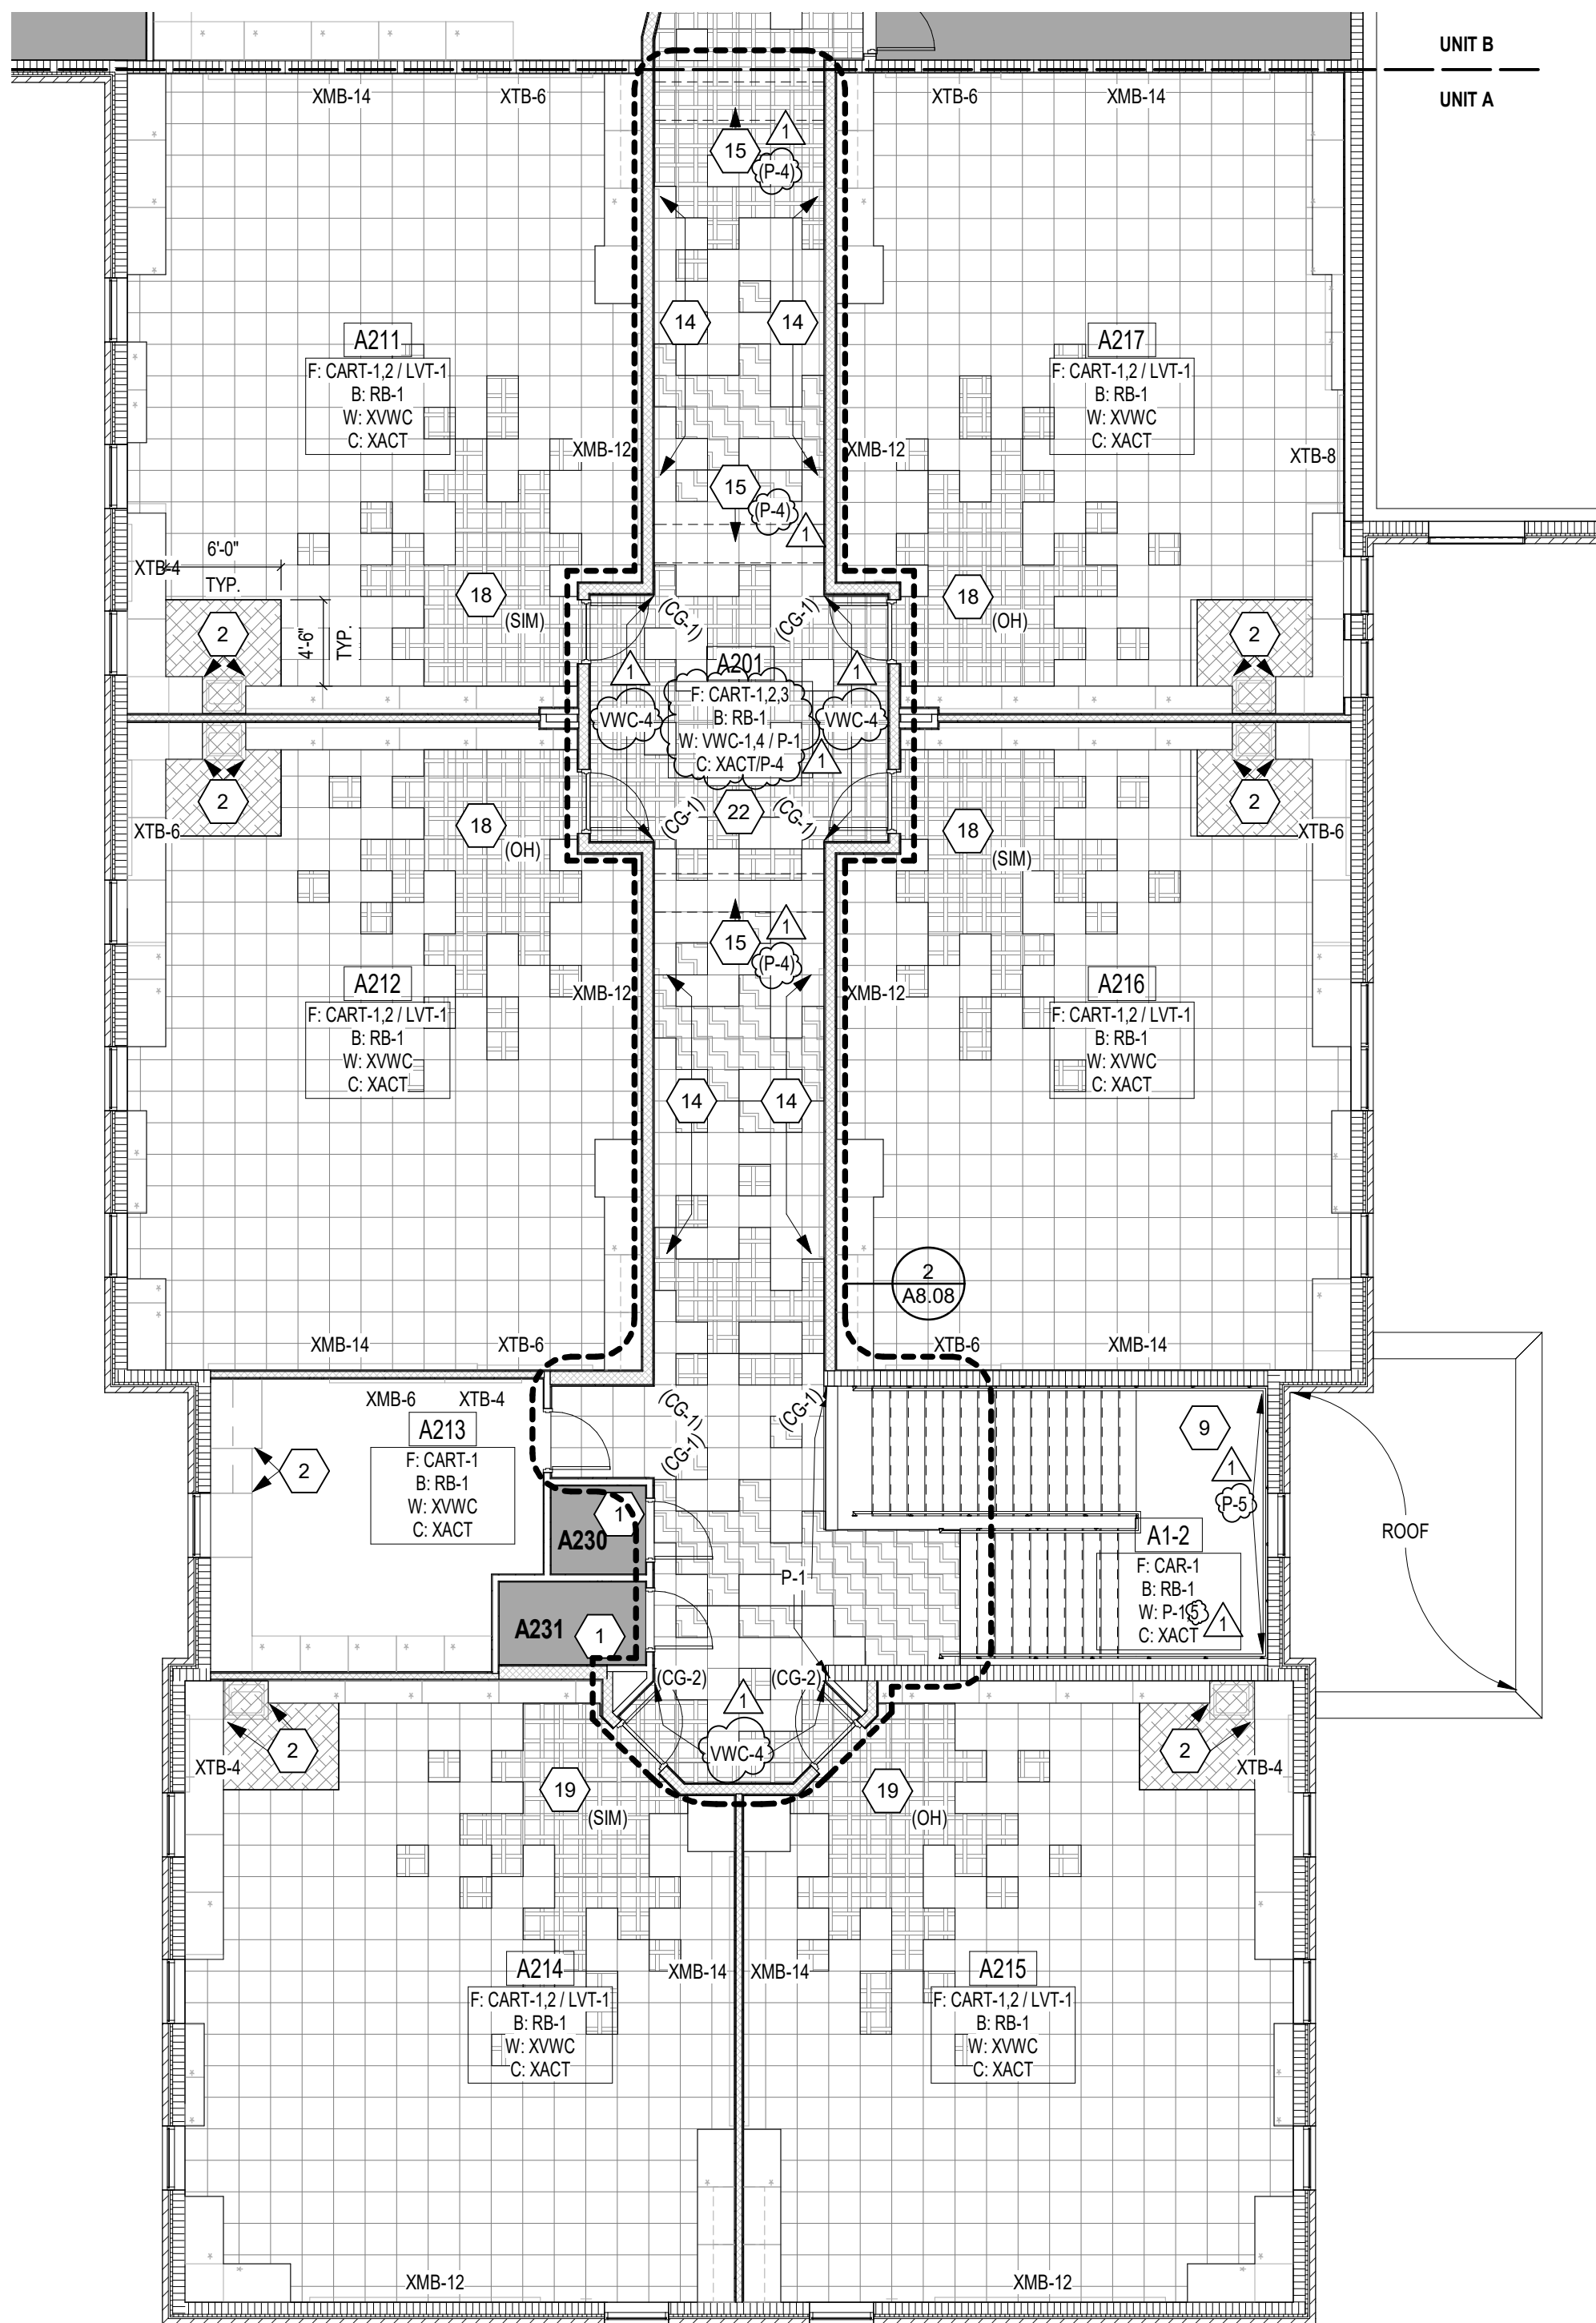 UNIT B
UNIT A
XMB-14
XTB-6
XTB-6
XMB-14
1
15
(P-4)
14
14
A211
F: CART-1,2 / LVT-1
B: RB-1
W: XVWC
C: XACT
A217
F: CART-1,2 / LVT-1
B: RB-1
W: XVWC
C: XACT
XMB-12
XMB-12
XTB-8
15
(P-4)
1
6'-0"
TYP.
XTB-4
4'-6"
TYP.
18
(SIM)
18
(OH)
(CG-1)
(CG-1)
2
2
1
1
A201
F: CART-1,2,3
B: RB-1
W: VWC-1,4 / P-1
C: XACT/P-4
VWC-4
VWC-4
1
2
2
XTB-6
XTB-6
18
(OH)
18
(SIM)
(CG-1)
(CG-1)
22
15
1
(P-4)
A212
F: CART-1,2 / LVT-1
B: RB-1
W: XVWC
C: XACT
A216
F: CART-1,2 / LVT-1
B: RB-1
W: XVWC
C: XACT
XMB-12
XMB-12
14
14
2
A8.08
XMB-14
XTB-6
XTB-6
XMB-14
XMB-6
XTB-4
(CG-1)
(CG-1)
(CG-1)
A213
F: CART-1
B: RB-1
W: XVWC
C: XACT
2
9
1
P-5
A230
1
A231
1
P-1
A1-2
F: CAR-1
B: RB-1
W: P-1,5
C: XACT
1
ROOF
(CG-2)
(CG-2)
1
VWC-4
2
2
XTB-4
XTB-4
19
(SIM)
19
(OH)
A214
F: CART-1,2 / LVT-1
B: RB-1
W: XVWC
C: XACT
XMB-14
XMB-14
A215
F: CART-1,2 / LVT-1
B: RB-1
W: XVWC
C: XACT
XMB-12
XMB-12